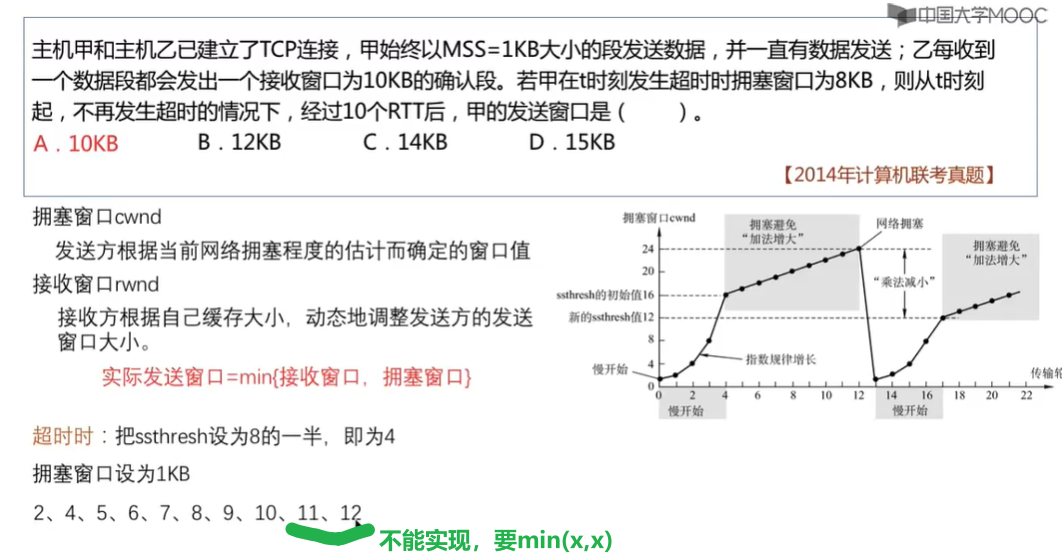 中国大学MOOC
主机甲和主机乙已建立了TCP连接，甲始终以MSS=1KB大小的段发送数据，并一直有数据发送；乙每收到
一个数据段都会发出一个接收窗口为10KB的确认段。若甲在t时刻发生超时时拥塞窗口为8KB，则从t时刻
起，不再发生超时的情况下，经过10个RTT后，甲的发送窗口是（　　）。
A．10KB B．12KB C．14KB D．15KB
【2014年计算机联考真题】
拥塞窗口cwnd
发送方根据当前网络拥塞程度的估计而确定的窗口值
接收窗口rwnd
接收方根据自己缓存大小，动态地调整发送方的发送
窗口大小。
实际发送窗口=min{接收窗口，拥塞窗口}
超时时：把ssthresh设为8的一半，即为4
拥塞窗口设为1KB
2、4、5、6、7、8、9、10、11、12
不能实现，要min(x,x)
拥塞窗口cwnd
拥塞避免
“加法增大”
网络拥塞
拥塞避免
“加法增大”
24
20
“乘法减小”
ssthresh的初始值16
新的ssthresh值12
8
4
指数规律增长
慢开始
0
0 2 4 6 8 10 12 14 16 18 20 22
传输轮
慢开始 慢开始